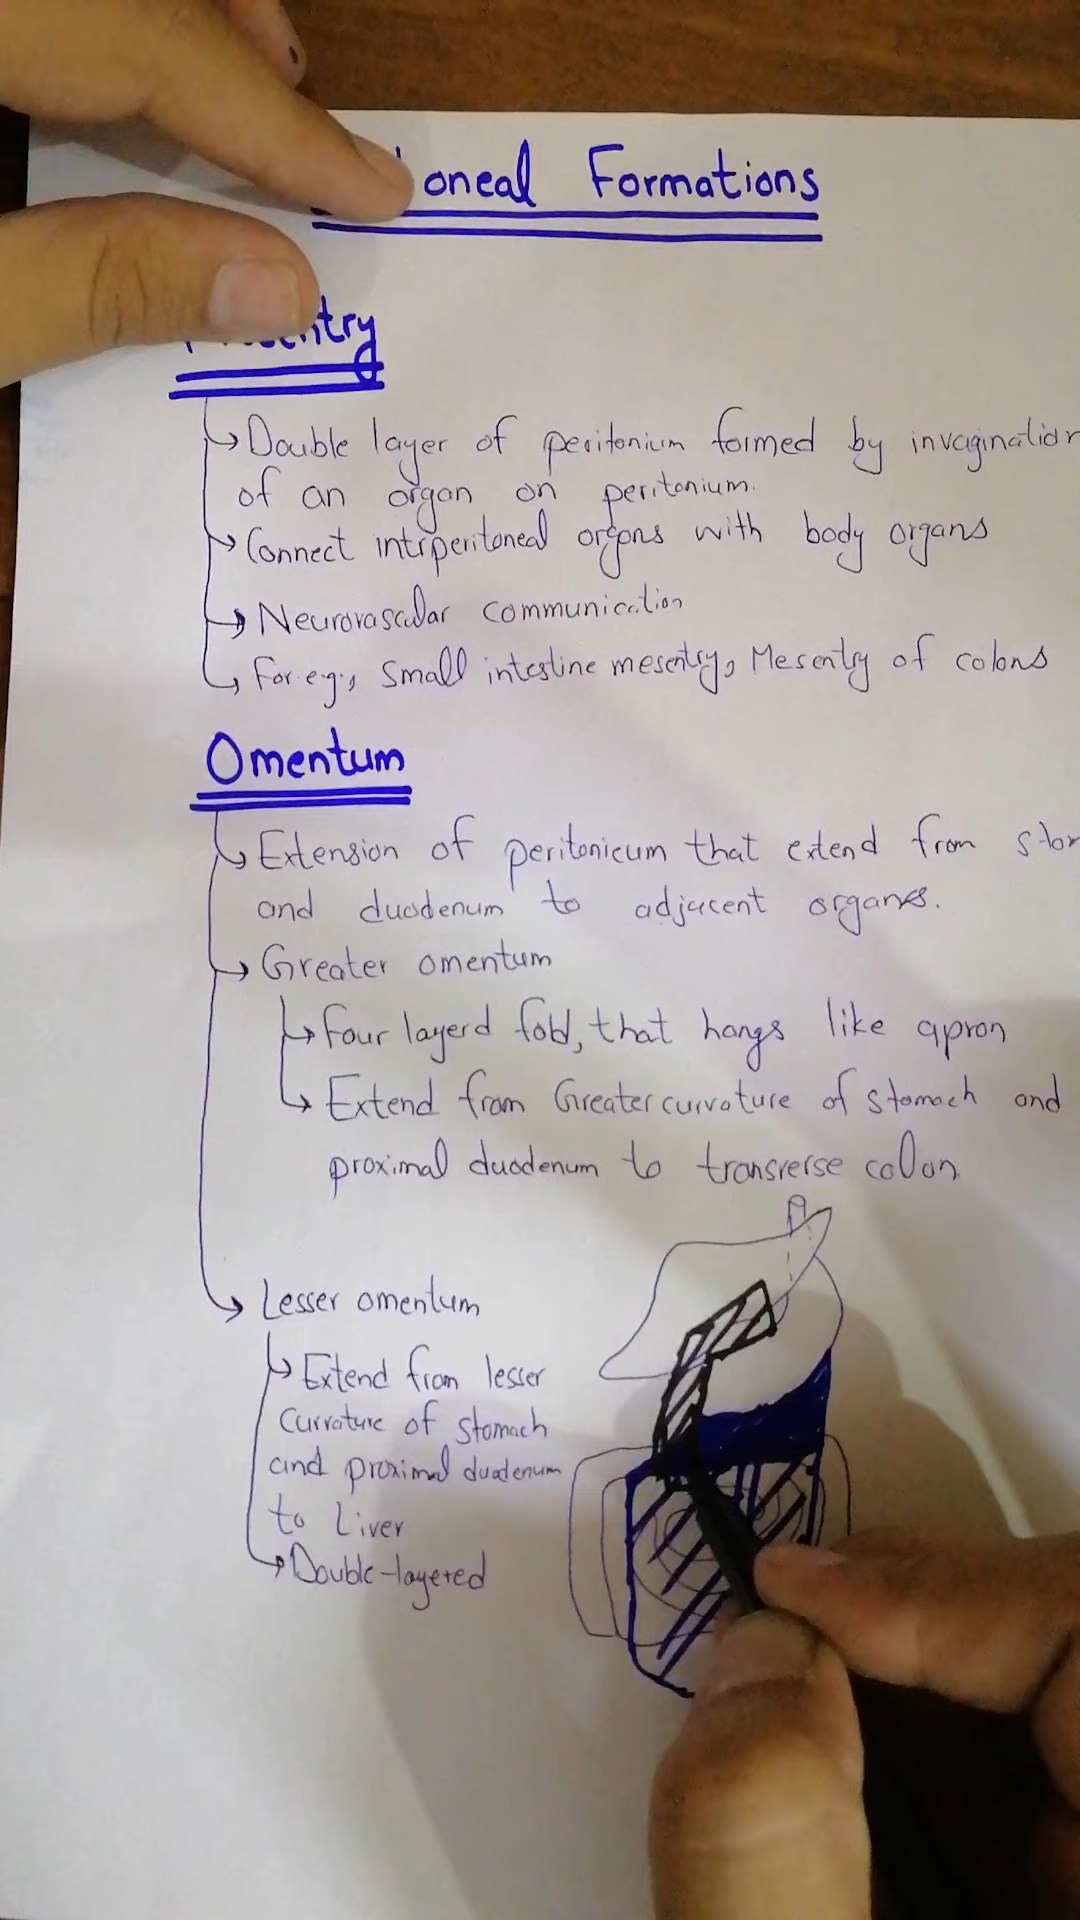 oneal Formations
ntry
Double layer of peritonium formed by invagination
of an organ on peritonium.
Connect intrperitoneal organs with body organs
Neurovascular communication
For e.g., Small intestine mesentry, Mesentry of colons
Omentum
Extension of peritonicum that extend from stom
and duodenum to adjacent organs.
Greater omentum
Four layerd fold, that hangs like apron
Extend from Greater curvature of stomach and
proximal duodenum to transverse colon
Lesser omentum
Extend from lesser
curvature of stomach
and proximal duodenum
to Liver
Double-layered